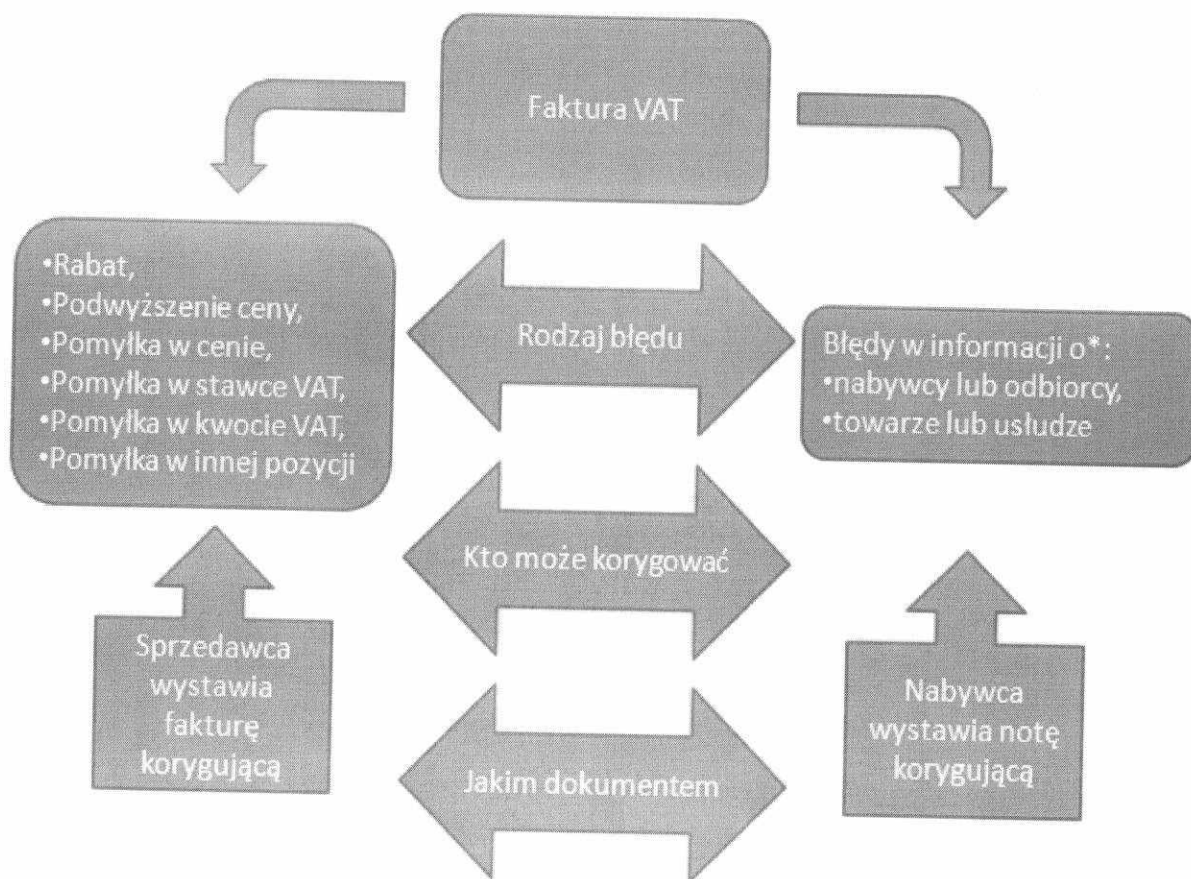 Faktura VAT
•Rabat,
•Podwyższenie ceny,
•Pomyłka w cenie,
•Pomyłka w stawce VAT,
•Pomyłka w kwocie VAT,
•Pomyłka w innej pozycji
Rodzaj błędu
Błędy w informacji o*:
•nabywcy lub odbiorcy,
•towarze lub usłudze
Kto może korygować
Sprzedawca
wystawia
fakturę
korygującą
Jakim dokumentem
Nabywca
wystawia notę
korygującą